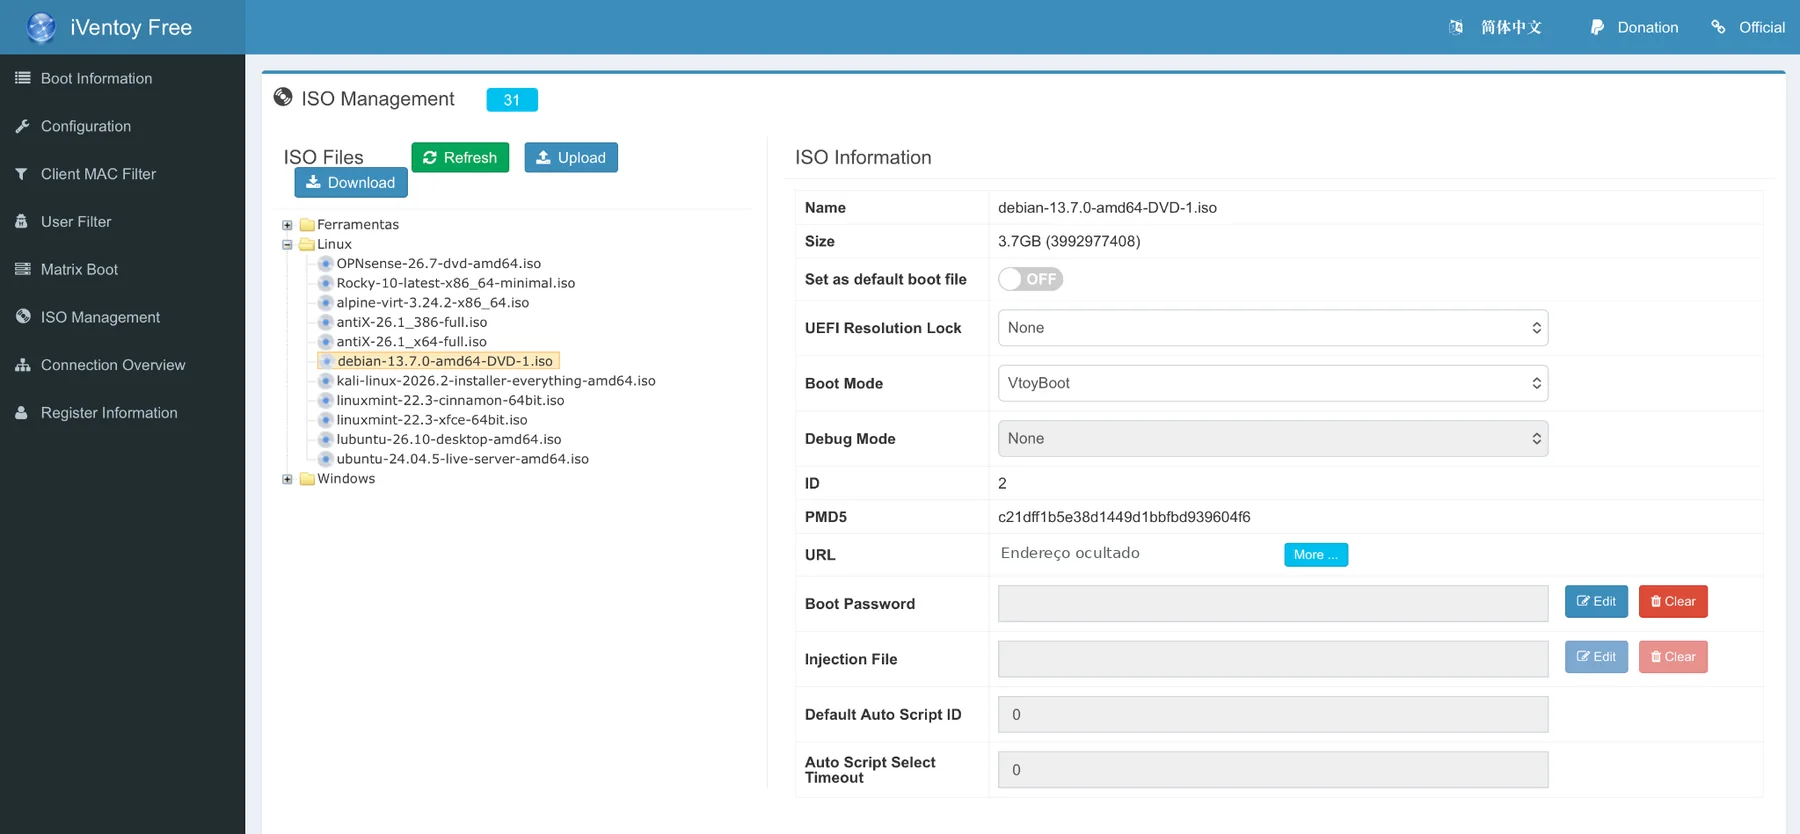 iVentoy Free
简体中文
Donation
Official
Boot Information
Configuration
Client MAC Filter
User Filter
Matrix Boot
ISO Management
Connection Overview
Register Information
ISO Management 31
ISO Files
Refresh
Upload
Download
Ferramentas
Linux
OPNsense-26.7-dvd-amd64.iso
Rocky-10-latest-x86_64-minimal.iso
alpine-virt-3.24.2-x86_64.iso
antiX-26.1_386-full.iso
antiX-26.1_x64-full.iso
debian-13.7.0-amd64-DVD-1.iso
kali-linux-2026.2-installer-everything-amd64.iso
linuxmint-22.3-cinnamon-64bit.iso
linuxmint-22.3-xfce-64bit.iso
lubuntu-26.10-desktop-amd64.iso
ubuntu-24.04.5-live-server-amd64.iso
Windows
ISO Information
Name debian-13.7.0-amd64-DVD-1.iso
Size 3.7GB (3992977408)
Set as default boot file OFF
UEFI Resolution Lock None
Boot Mode VtoyBoot
Debug Mode None
ID 2
PMD5 c21dff1b5e38d1449d1bbfbd939604f6
URL Endereço ocultado More ...
Boot Password Edit Clear
Injection File Edit Clear
Default Auto Script ID 0
Auto Script Select
Timeout 0